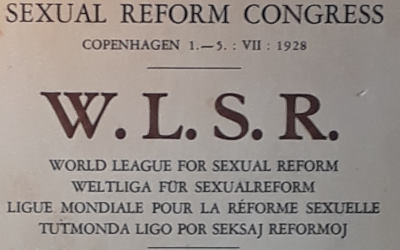 SEXUAL REFORM CONGRESS
COPENHAGEN 1.—5. : VII : 1928
W. L. S. R.
WORLD LEAGUE FOR SEXUAL REFORM
WELTLIGA FÜR SEXUALREFORM
LIGUE MONDIALE POUR LA RÉFORME SEXUELLE
TUTMONDA LIGO POR SEKSAJ REFORMOJ